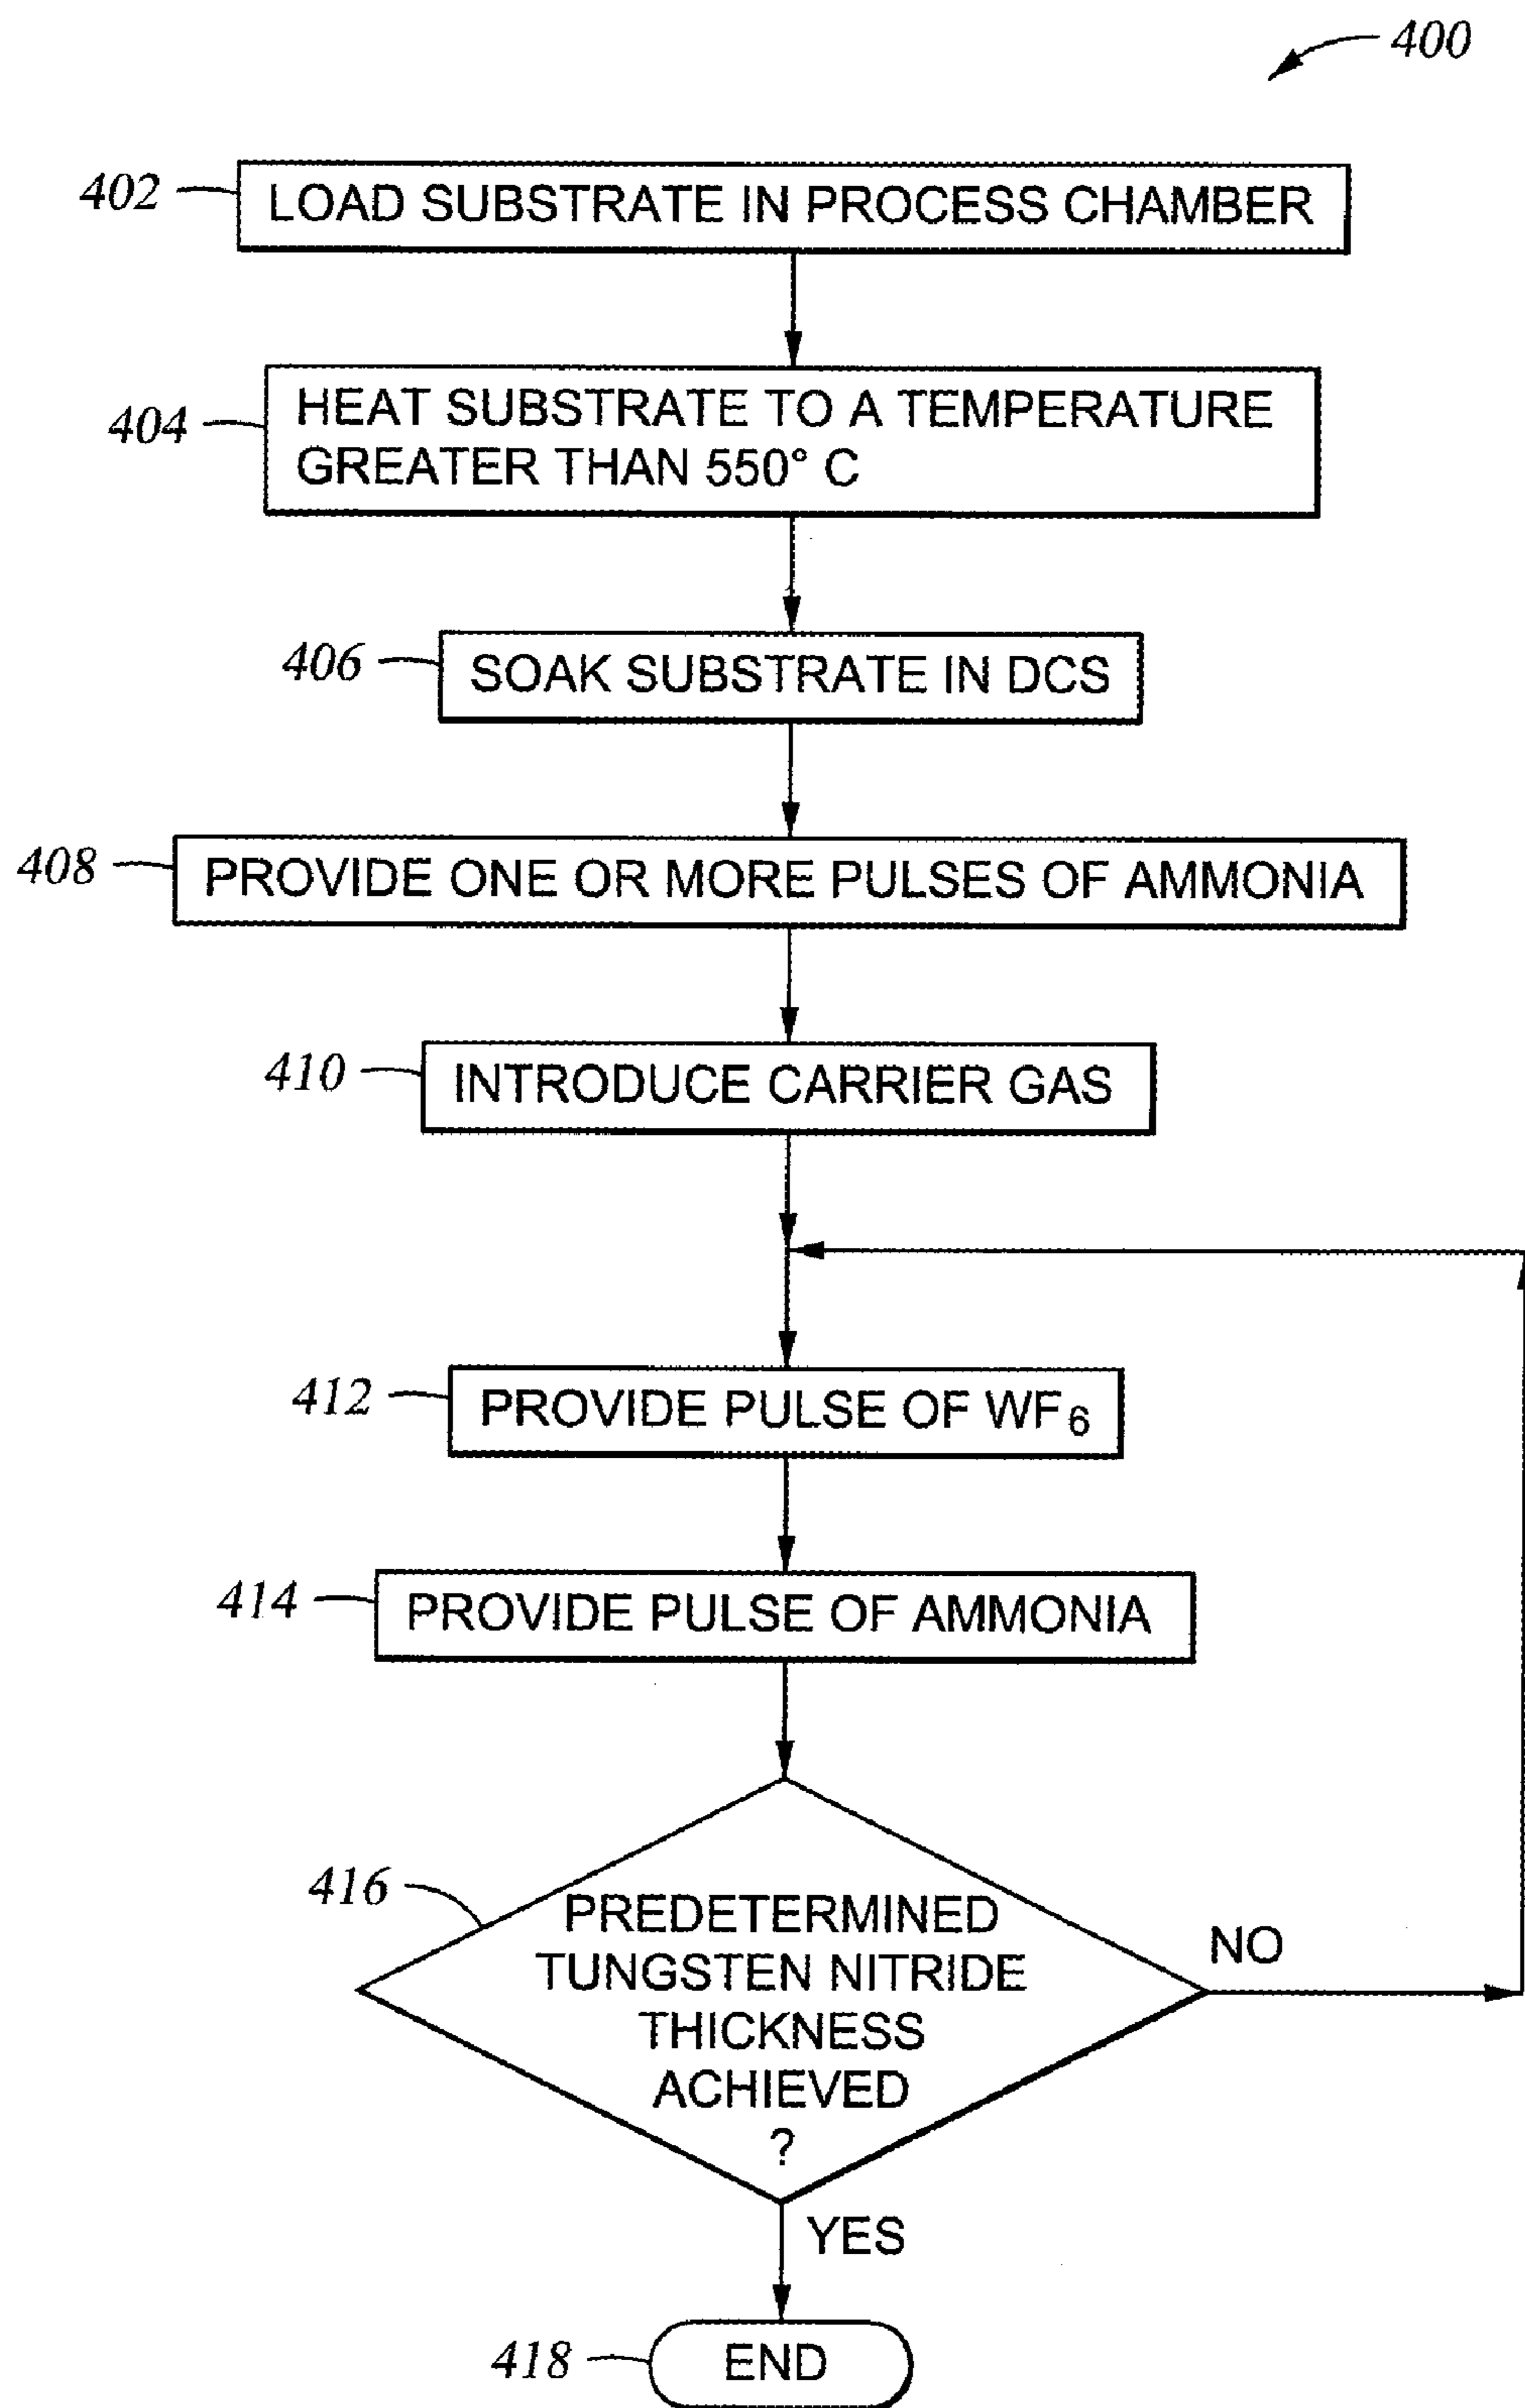 400
402
LOAD SUBSTRATE IN PROCESS CHAMBER
404
HEAT SUBSTRATE TO A TEMPERATURE
GREATER THAN 550° C
406
SOAK SUBSTRATE IN DCS
408
PROVIDE ONE OR MORE PULSES OF AMMONIA
410
INTRODUCE CARRIER GAS
412
PROVIDE PULSE OF WF6
414
PROVIDE PULSE OF AMMONIA
416
PREDETERMINED
TUNGSTEN NITRIDE
THICKNESS
ACHIEVED
?
NO
YES
418
END